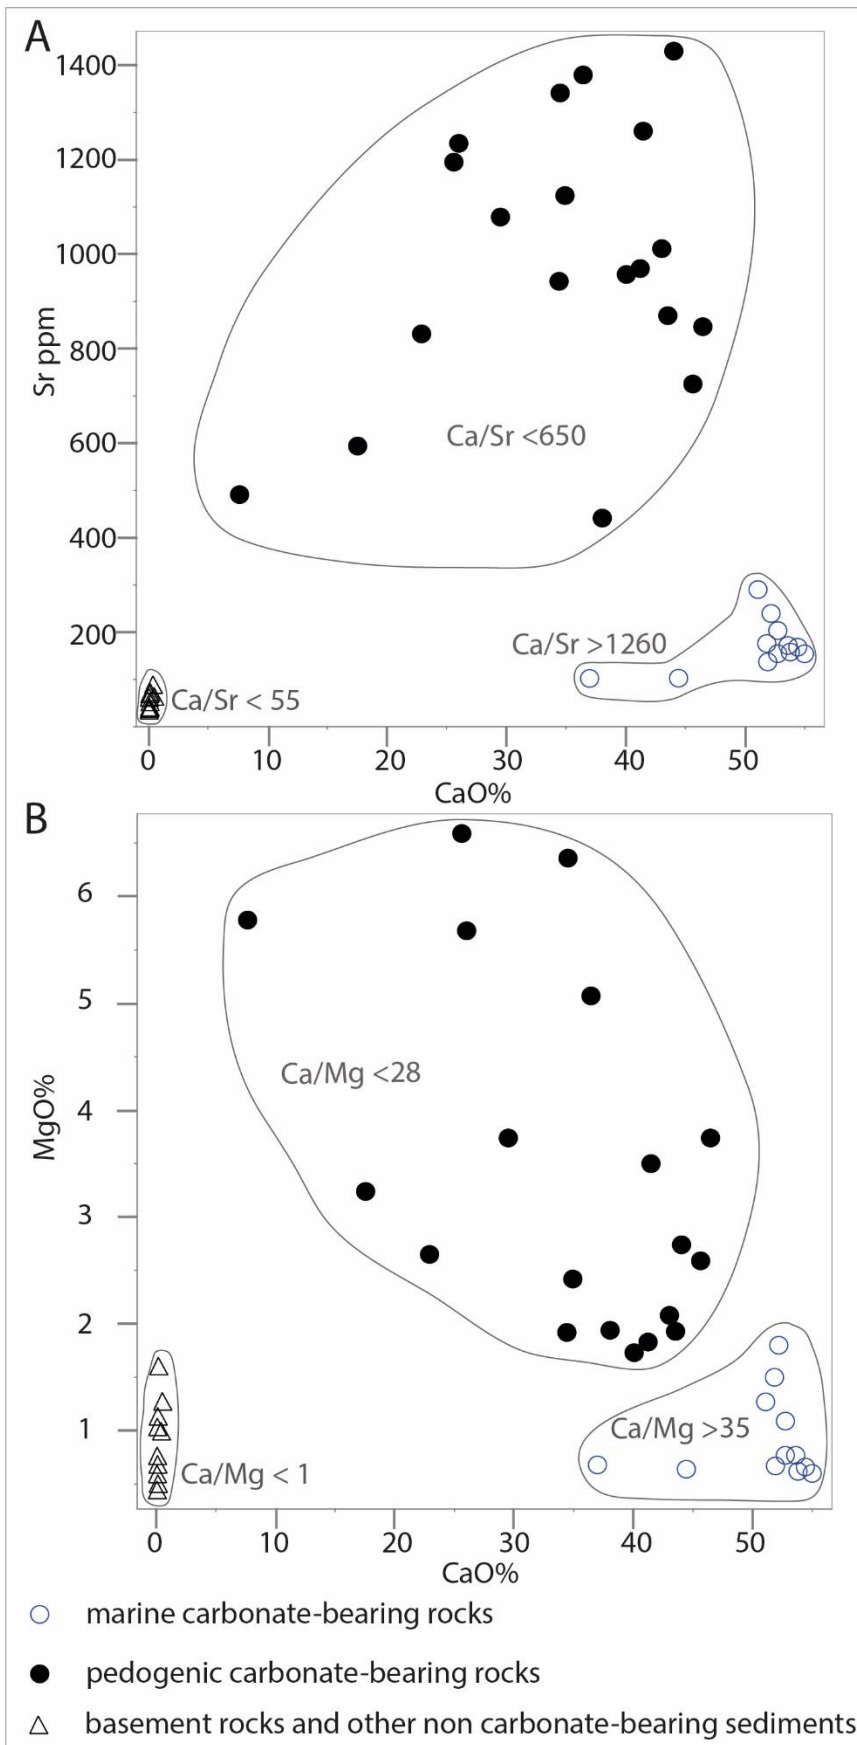 A
1400
1200
1000
800
600
400
200
Sr ppm
Ca/Sr <650
Ca/Sr >1260
Ca/Sr < 55
0 10 20 30 40 50
CaO%
B
6
5
4
3
2
1
MgO%
Ca/Mg <28
Ca/Mg >35
Ca/Mg < 1
0 10 20 30 40 50
CaO%
marine carbonate-bearing rocks
pedogenic carbonate-bearing rocks
basement rocks and other non carbonate-bearing sediments